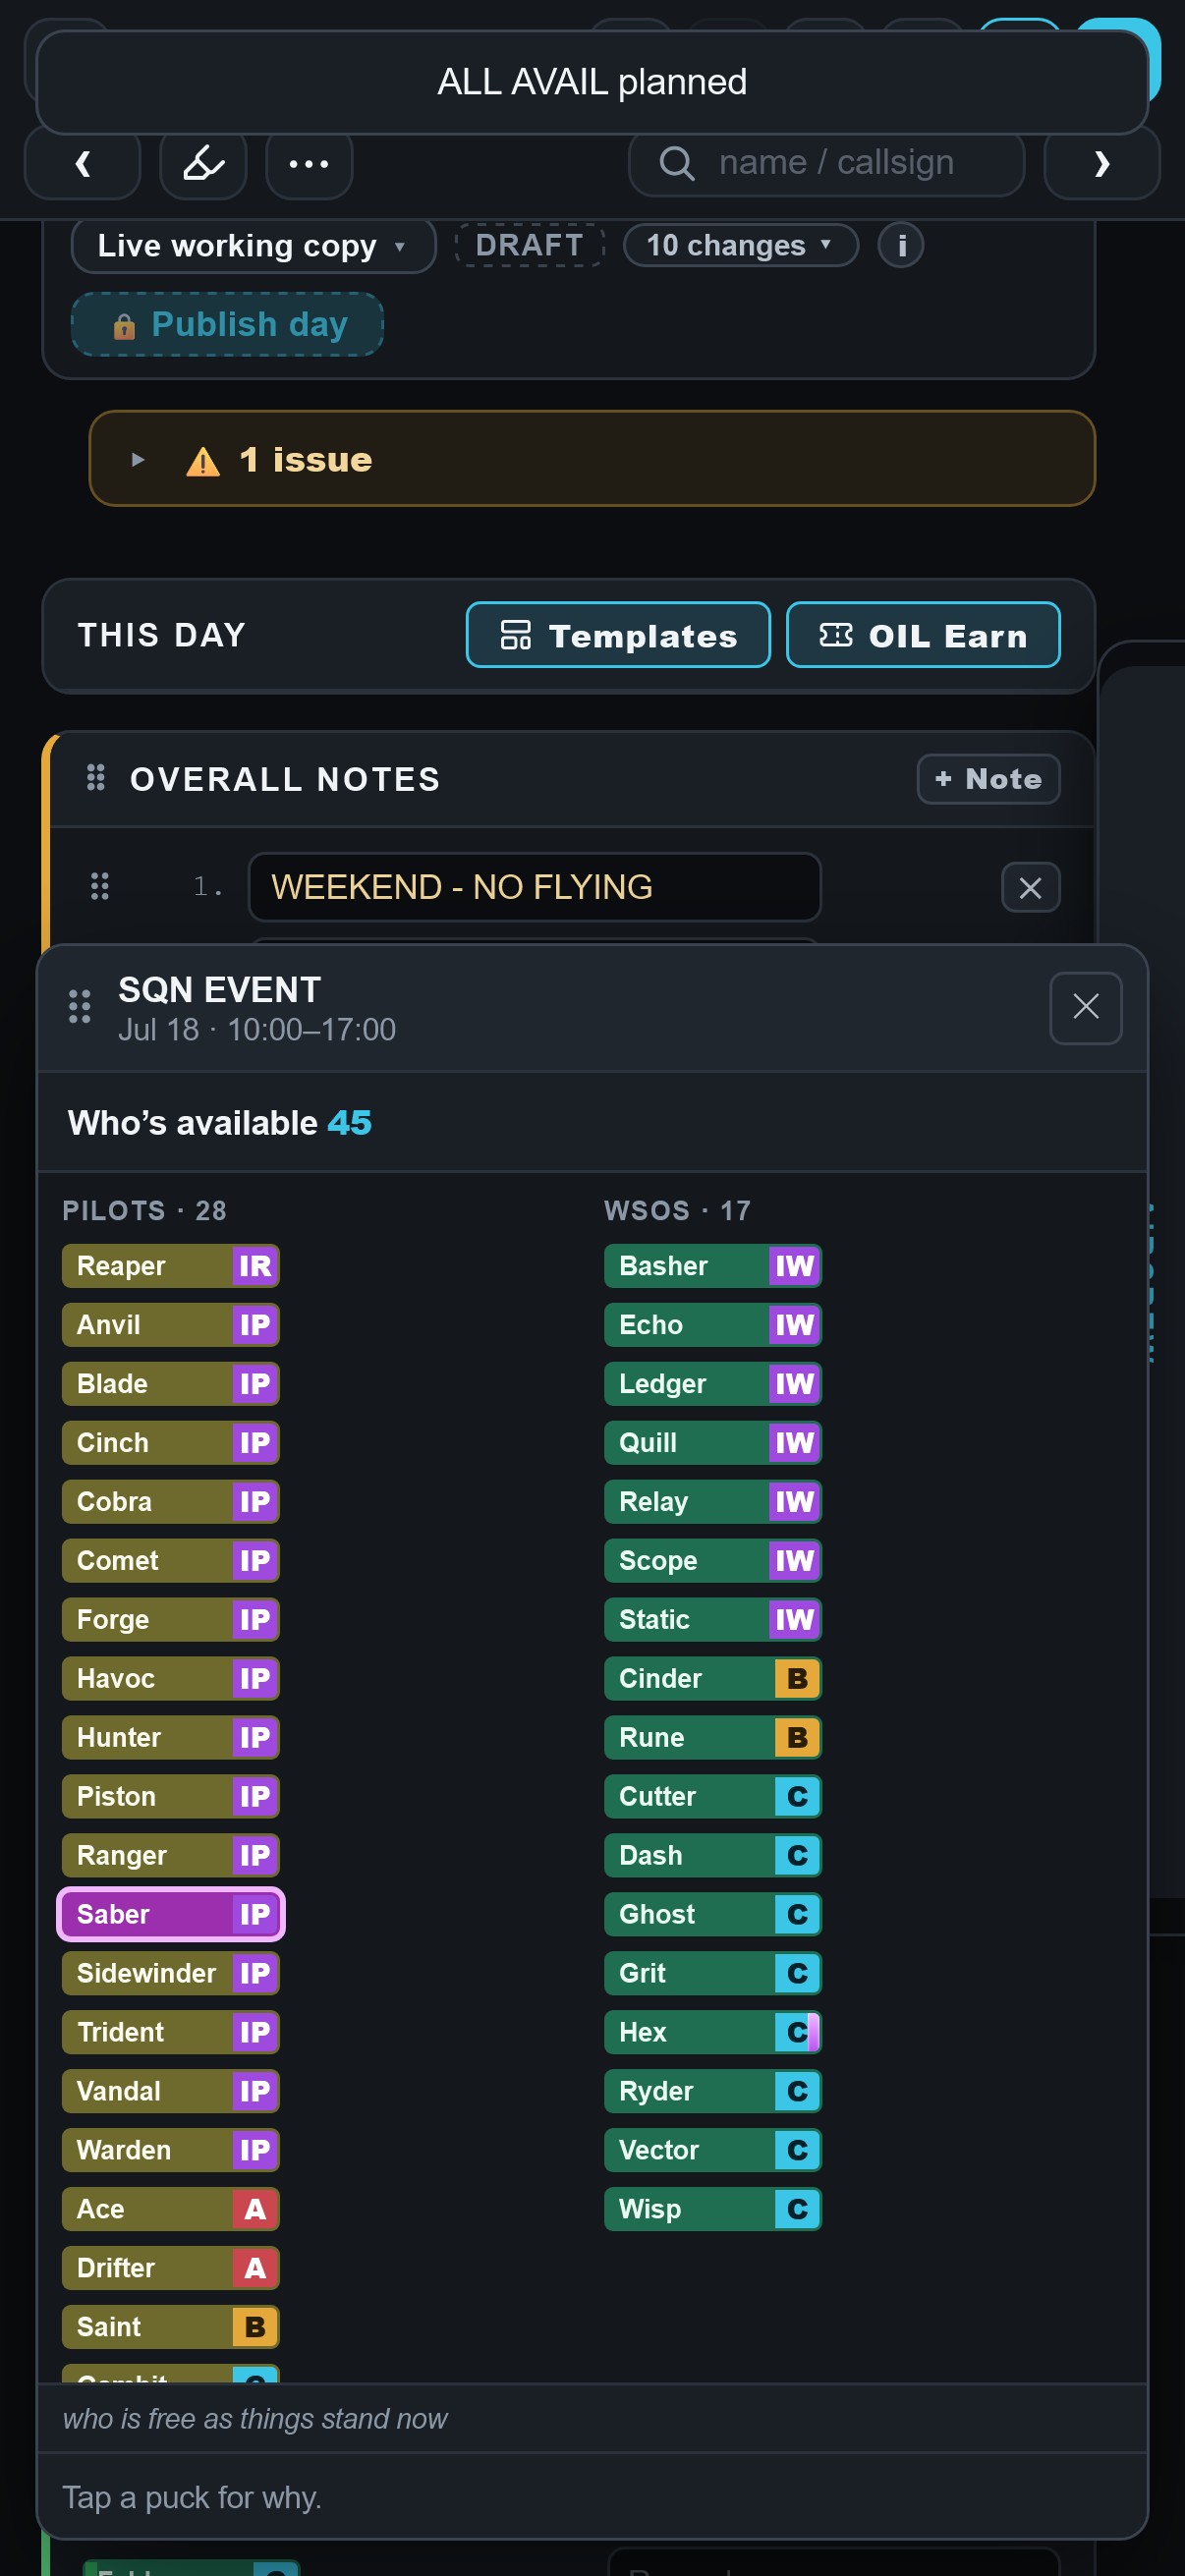 ALL AVAIL planned
name / callsign
Live working copy
DRAFT
10 changes
i
Publish day
1 issue
THIS DAY
Templates
OIL Earn
OVERALL NOTES
+ Note
1.
WEEKEND - NO FLYING
SQN EVENT
Jul 18 · 10:00–17:00
Who’s available 45
PILOTS · 28
WSOS · 17
Reaper IR
Basher IW
Anvil IP
Echo IW
Blade IP
Ledger IW
Cinch IP
Quill IW
Cobra IP
Relay IW
Comet IP
Scope IW
Forge IP
Static IW
Havoc IP
Cinder B
Hunter IP
Rune B
Piston IP
Cutter C
Ranger IP
Dash C
Saber IP
Ghost C
Sidewinder IP
Grit C
Trident IP
Hex C
Vandal IP
Ryder C
Warden IP
Vector C
Ace A
Wisp C
Drifter A
Saint B
who is free as things stand now
Tap a puck for why.